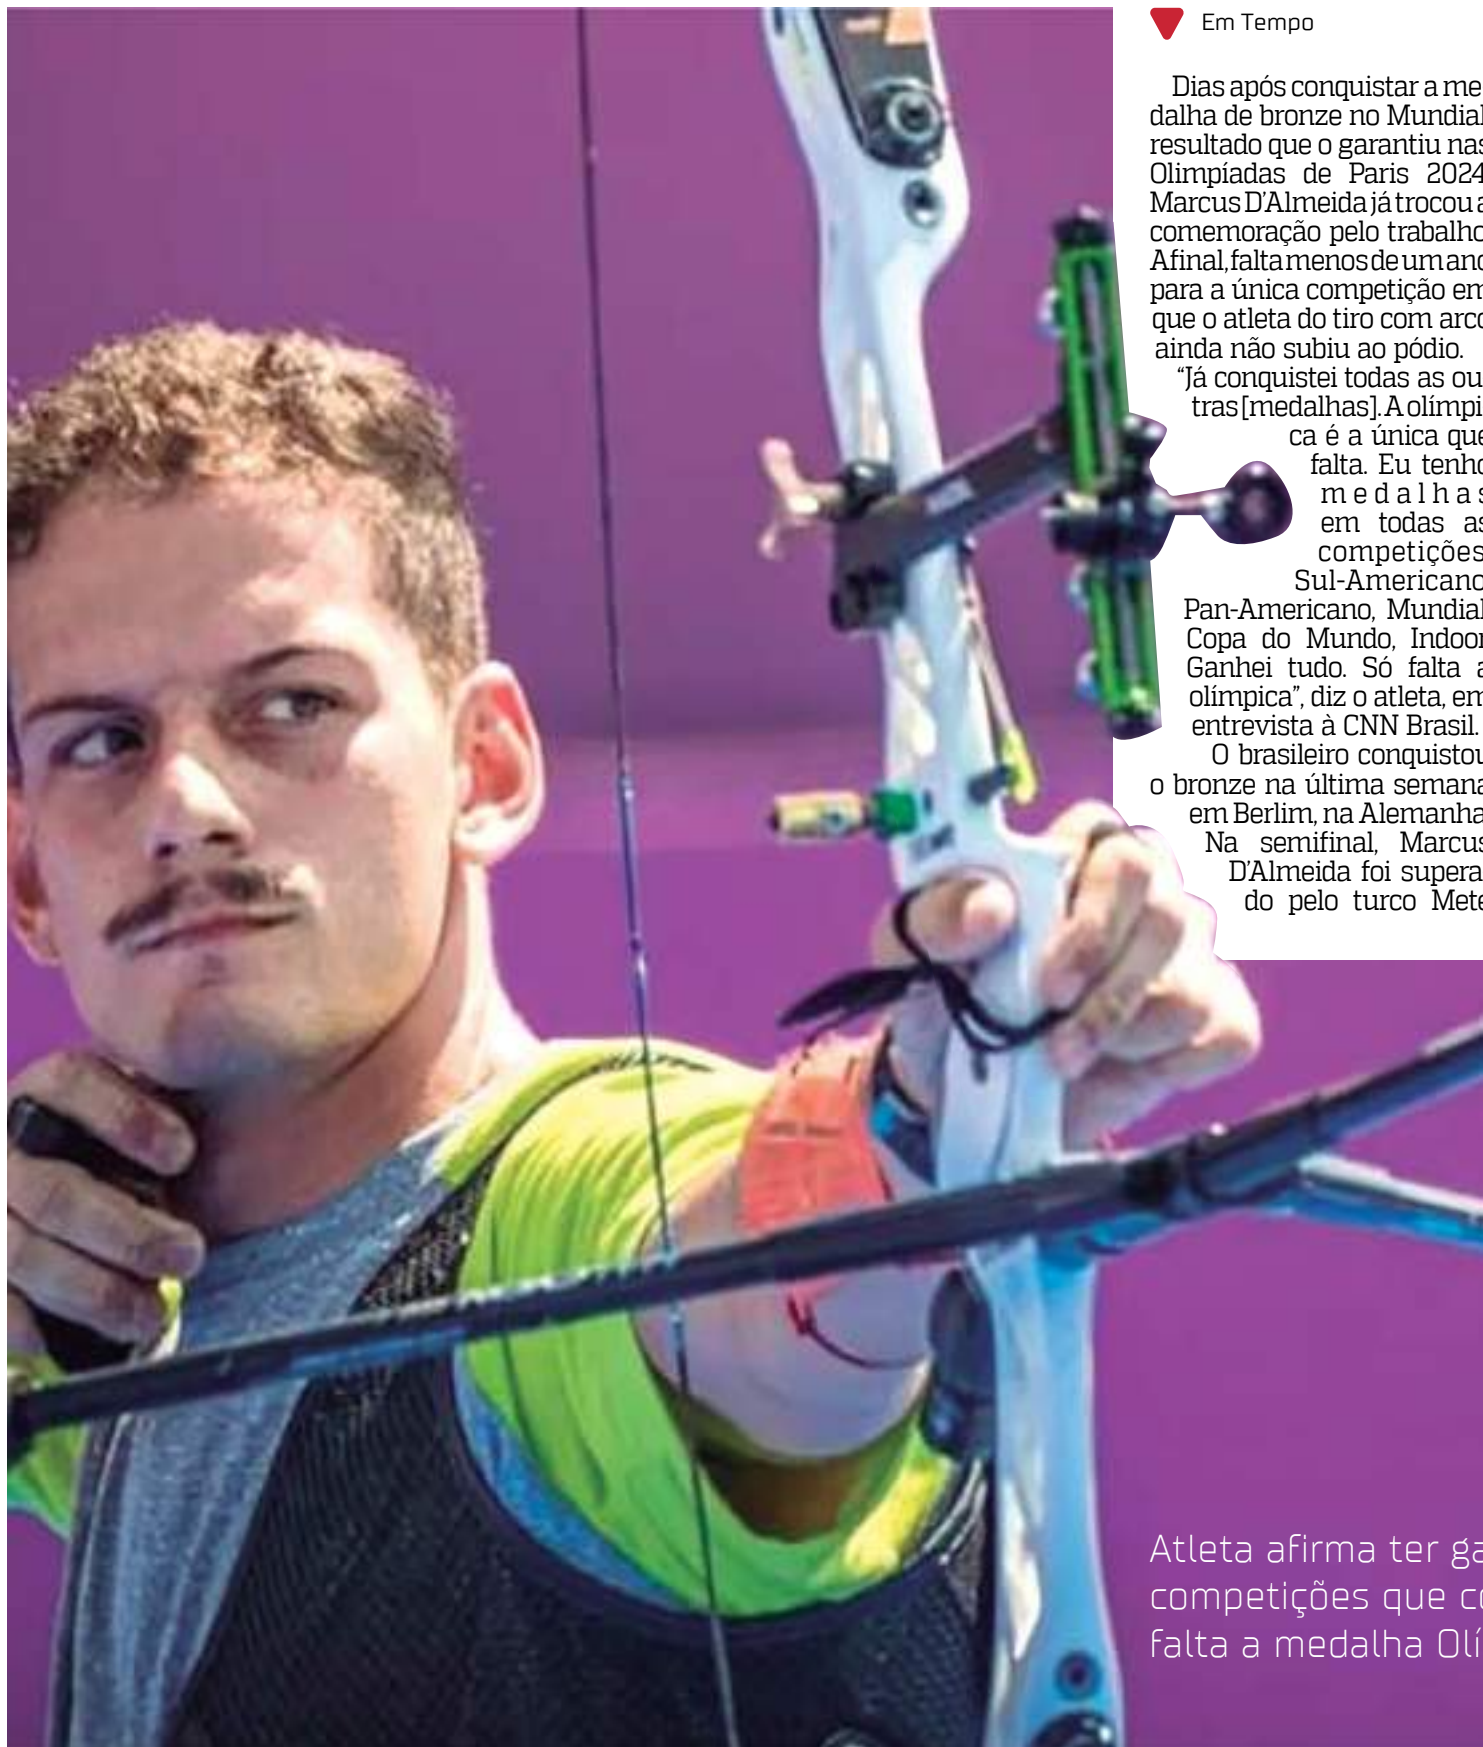 Em Tempo
Dias após conquistar a me
dalha de bronze no Mundial
resultado que o garantiu nas
Olimpíadas de Paris 2024
Marcus D'Almeida já trocou a
comemoração pelo trabalho
Afinal, falta menos de um ano
para a única competição em
que o atleta do tiro com arco
ainda não subiu ao pódio.
“Já conquistei todas as ou
tras [medalhas]. A olímpi
ca é a única que
falta. Eu tenho
medalhas
em todas as
competições
Sul-Americano
Pan-Americano, Mundial
Copa do Mundo, Indoor
Ganhei tudo. Só falta a
olímpica”, diz o atleta, em
entrevista à CNN Brasil.
O brasileiro conquistou
o bronze na última semana
em Berlim, na Alemanha
Na semifinal, Marcus
D'Almeida foi supera
do pelo turco Mete
Atleta afirma ter ga
competições que co
falta a medalha Olí